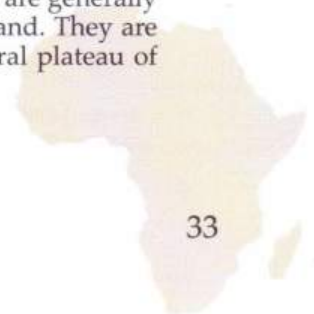 are generally
and. They are
ral plateau of
33